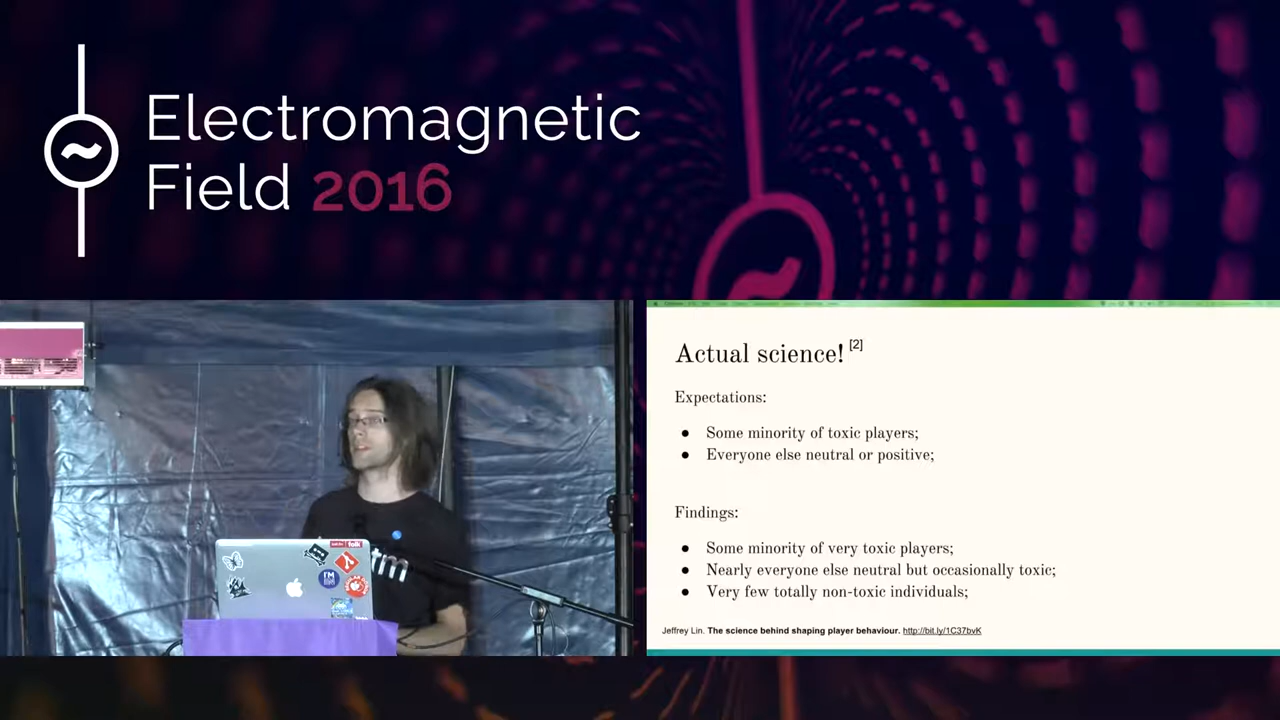 Electromagnetic
Field 2016
Actual science! [2]
Expectations:
● Some minority of toxic players;
● Everyone else neutral or positive;
Findings:
● Some minority of very toxic players;
● Nearly everyone else neutral but occasionally toxic;
● Very few totally non-toxic individuals;
Jeffrey Lin. The science behind shaping player behaviour. http://bit.ly/1C37bvK
I'M